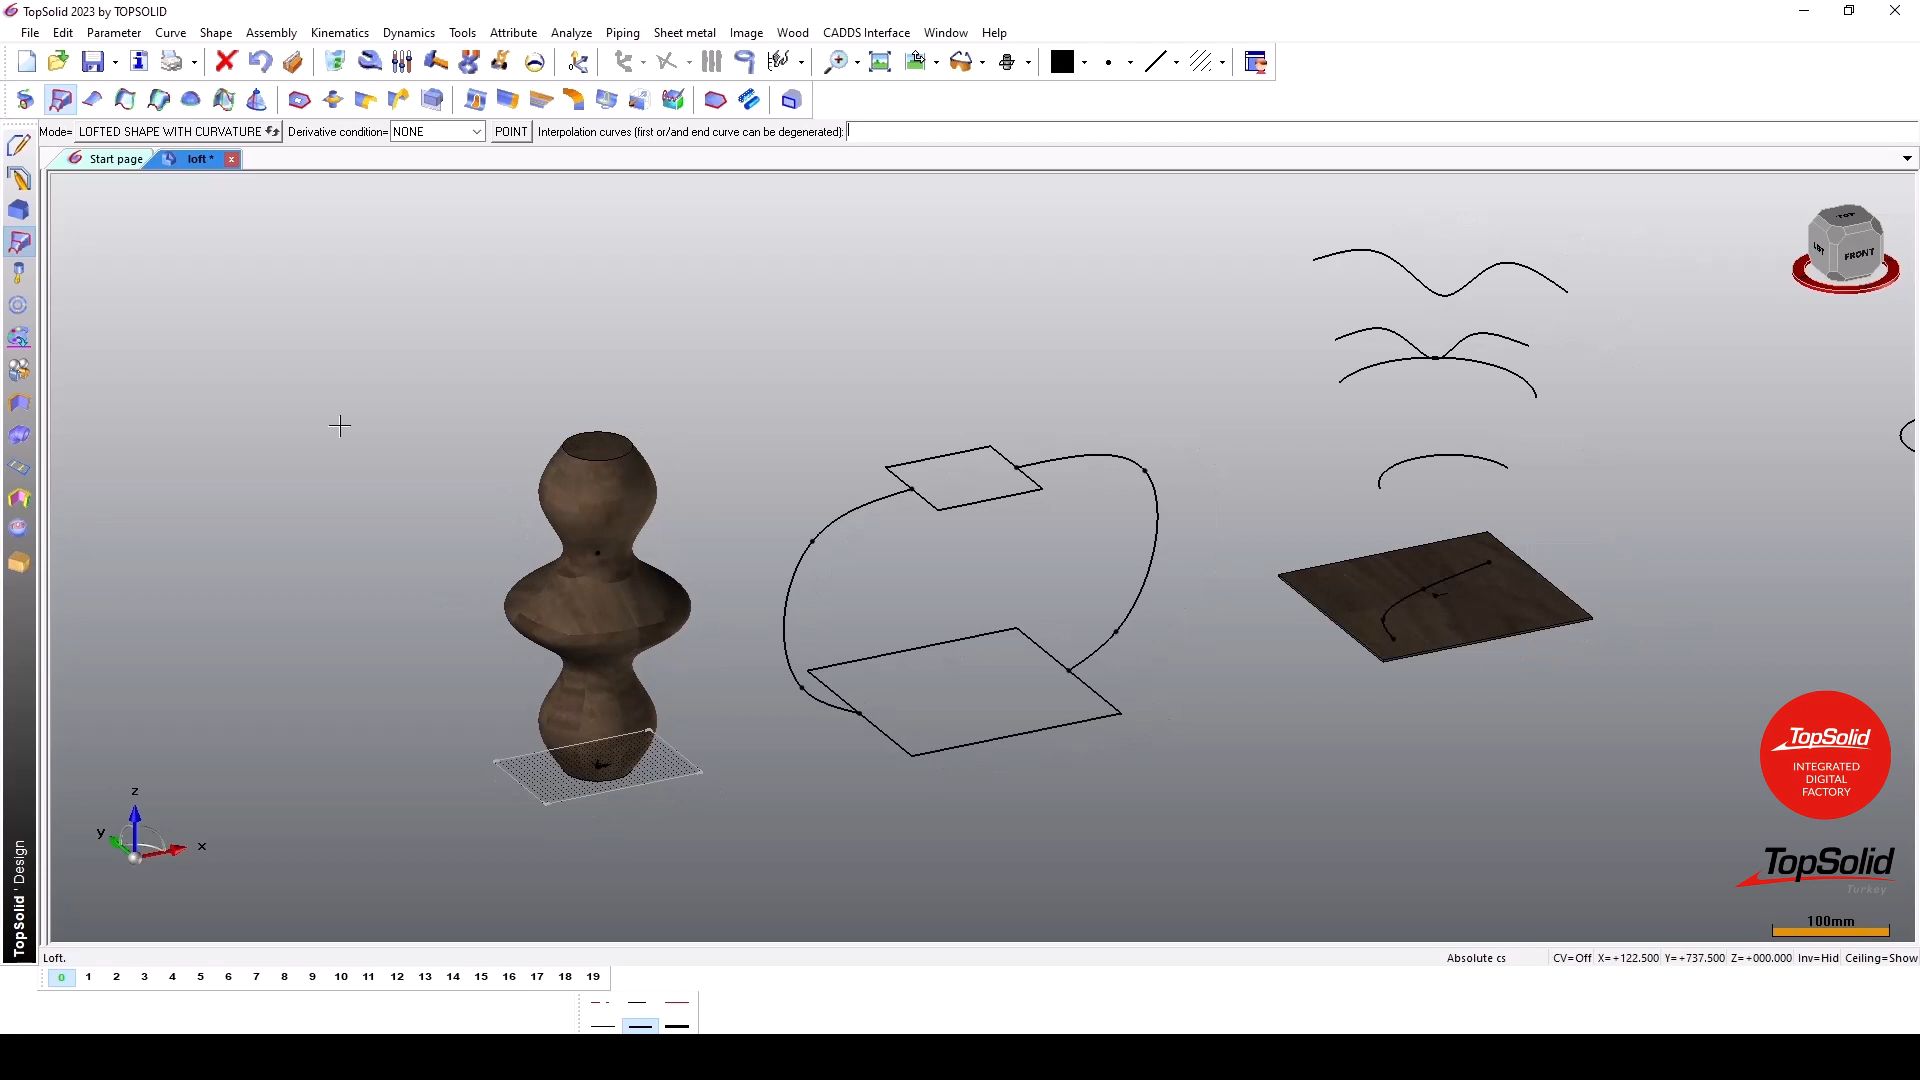 TopSolid 2023 by TOPSOLID
File Edit Parameter Curve Shape Assembly Kinematics Dynamics Tools Attribute Analyze Piping Sheet metal Image Wood CADDS Interface Window Help
Mode= LOFTED SHAPE WITH CURVATURE Derivative condition= NONE POINT Interpolation curves (first or/and end curve can be degenerated):
Start page loft *
TOP
LEFT
FRONT
z
y
x
TopSolid
INTEGRATED
DIGITAL
FACTORY
TopSolid
Turkey
100mm
TopSolid ' Design
Loft.
Absolute cs CV=Off X=+122.500 Y=+737.500 Z=+000.000 Inv=Hid Ceiling=Show
0 1 2 3 4 5 6 7 8 9 10 11 12 13 14 15 16 17 18 19